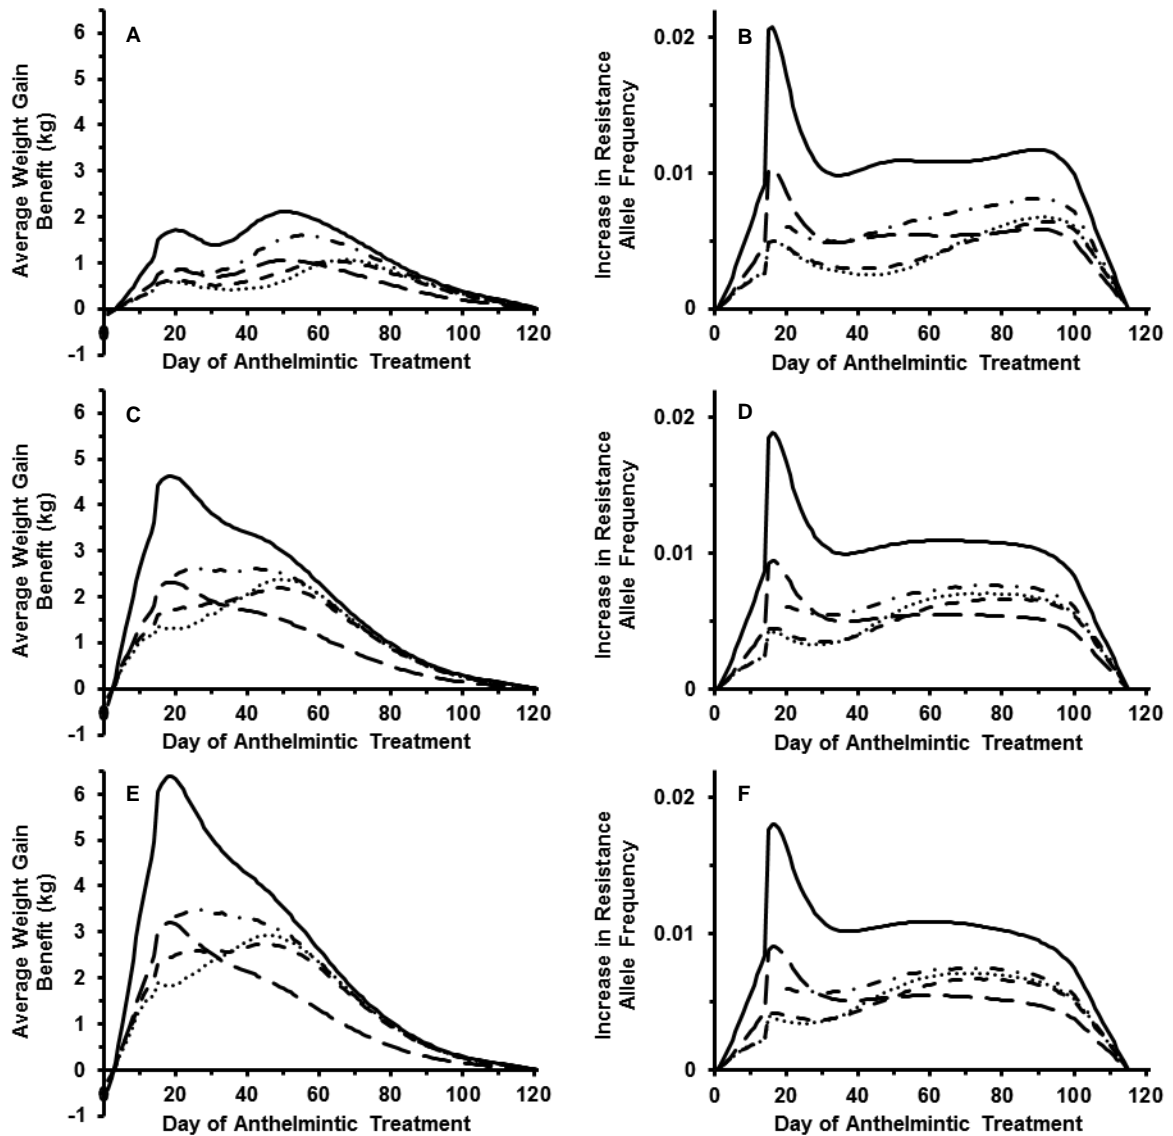 A
Average Weight Gain
Benefit (kg)
6
5
4
3
2
1
0
-1
0 20 40 60 80 100 120
Day of Anthelmintic Treatment
B
Increase in Resistance
Allele Frequency
0.02
0.01
0
0 20 40 60 80 100 120
Day of Anthelmintic Treatment
C
Average Weight Gain
Benefit (kg)
6
5
4
3
2
1
0
-1
0 20 40 60 80 100 120
Day of Anthelmintic Treatment
D
Increase in Resistance
Allele Frequency
0.02
0.01
0
0 20 40 60 80 100 120
Day of Anthelmintic Treatment
E
Average Weight Gain
Benefit (kg)
6
5
4
3
2
1
0
-1
0 20 40 60 80 100 120
Day of Anthelmintic Treatment
F
Increase in Resistance
Allele Frequency
0.02
0.01
0
0 20 40 60 80 100 120
Day of Anthelmintic Treatment